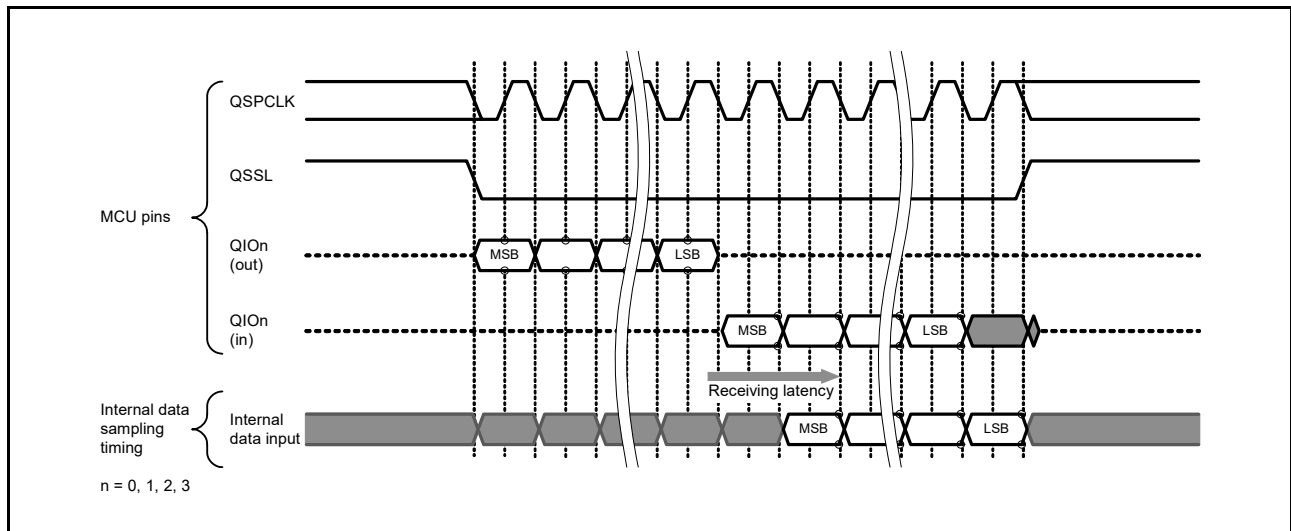 QSPCLK
QSSL
MCU pins
QIOn
(out)
MSB
LSB
QIOn
(in)
MSB
LSB
Receiving latency
Internal data
sampling
timing
Internal
data input
MSB
LSB
n = 0, 1, 2, 3